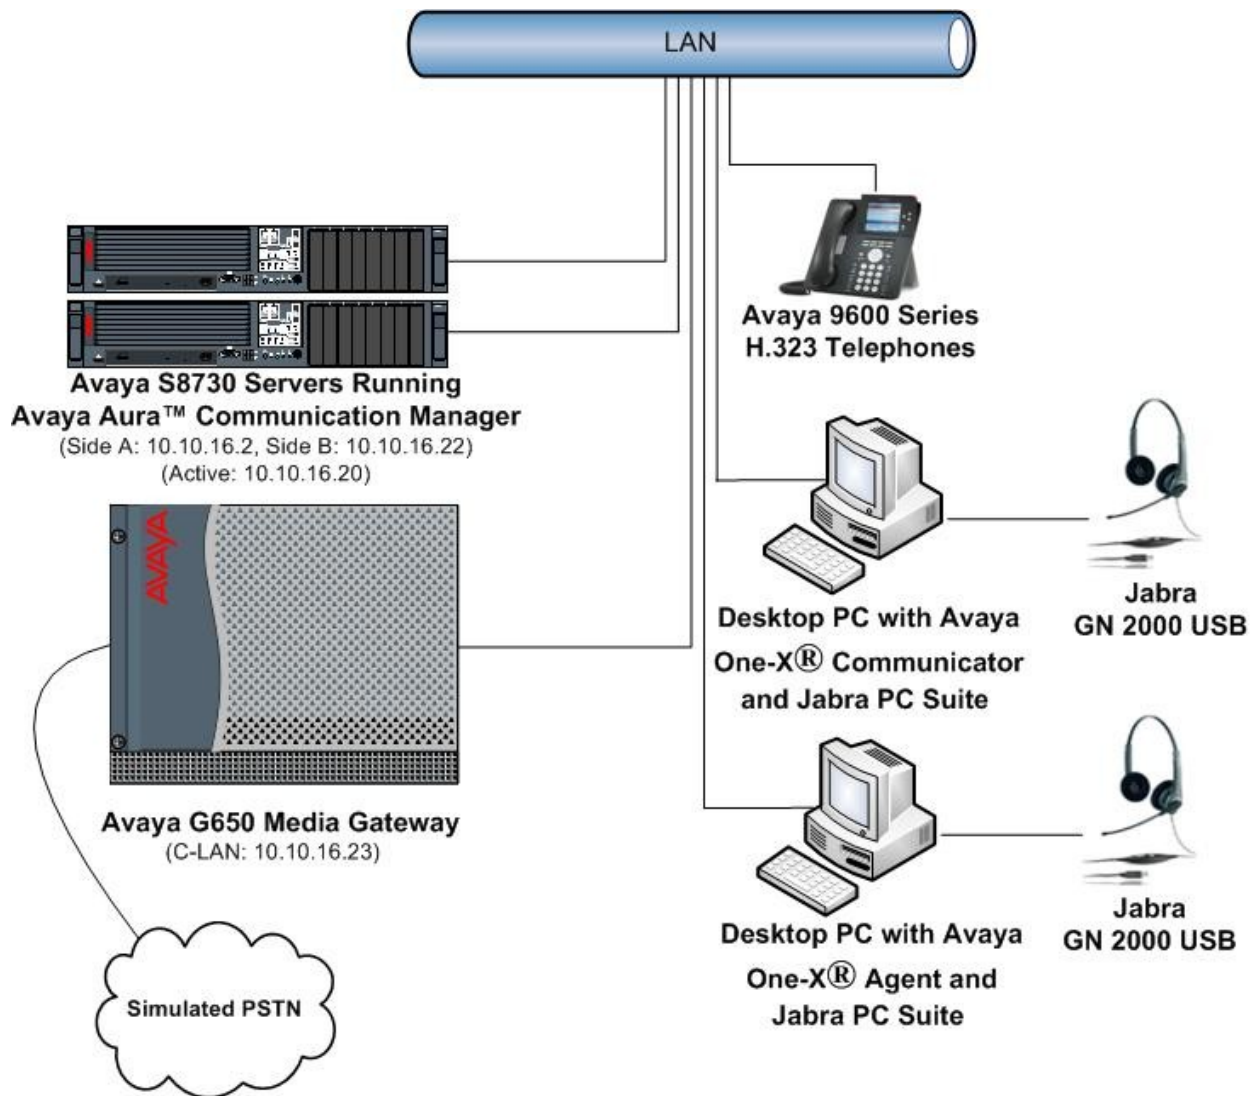 LAN
Avaya 9600 Series
H.323 Telephones
Avaya S8730 Servers Running
Avaya Aura™ Communication Manager
(Side A: 10.10.16.2, Side B: 10.10.16.22)
(Active: 10.10.16.20)
AVAYA
Desktop PC with Avaya
One-X® Communicator
and Jabra PC Suite
Jabra
GN 2000 USB
Avaya G650 Media Gateway
(C-LAN: 10.10.16.23)
Desktop PC with Avaya
One-X® Agent and
Jabra PC Suite
Jabra
GN 2000 USB
Simulated PSTN